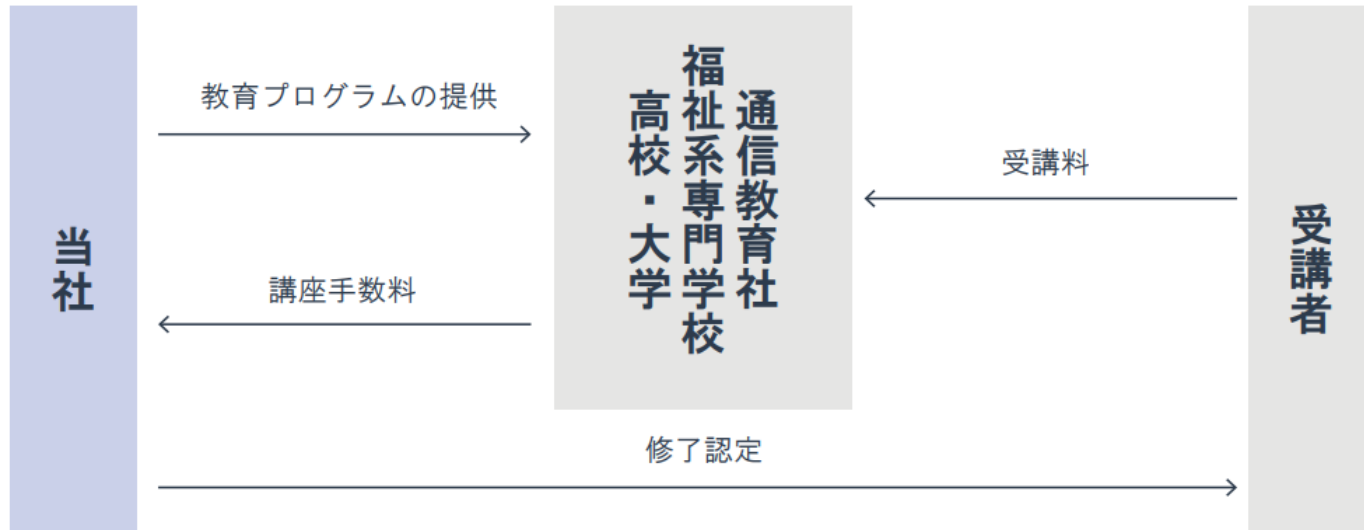 当社
教育プログラムの提供
講座手数料
通信教育社
福祉系専門学校
高校・大学
受講料
修了認定
受講者